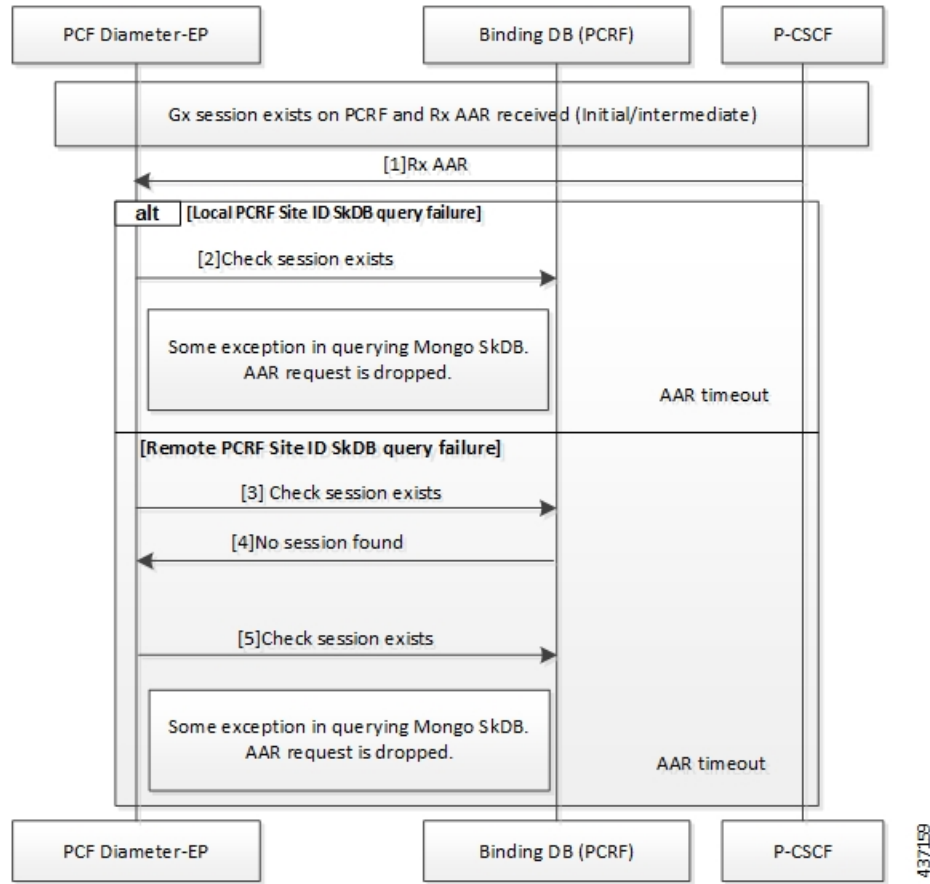 PCF Diameter-EP
Binding DB (PCRF)
P-CSCF
Gx session exists on PCRF and Rx AAR received (Initial/intermediate)
[1]Rx AAR
alt
[Local PCRF Site ID SkDB query failure]
[2]Check session exists
Some exception in querying Mongo SkDB.
AAR request is dropped.
AAR timeout
[Remote PCRF Site ID SkDB query failure]
[3] Check session exists
[4]No session found
[5]Check session exists
Some exception in querying Mongo SkDB.
AAR request is dropped.
AAR timeout
PCF Diameter-EP
Binding DB (PCRF)
P-CSCF
437159